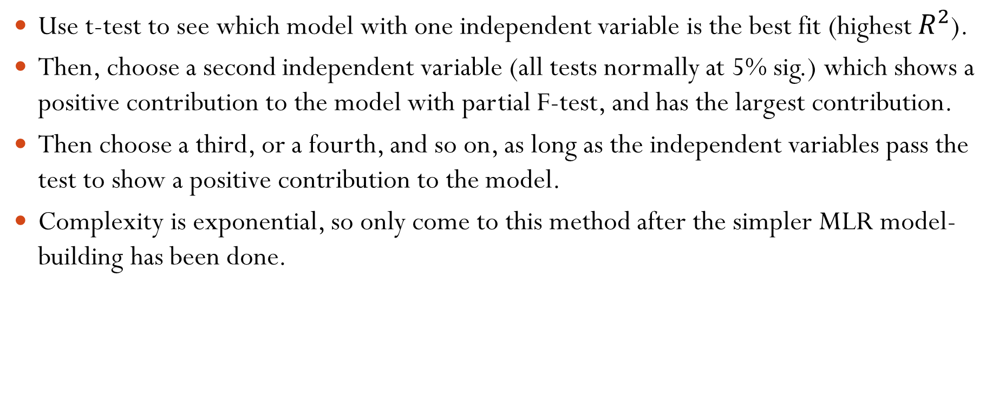 • Use t-test to see which model with one independent variable is the best fit (highest R²).
• Then, choose a second independent variable (all tests normally at 5% sig.) which shows a
positive contribution to the model with partial F-test, and has the largest contribution.
• Then choose a third, or a fourth, and so on, as long as the independent variables pass the
test to show a positive contribution to the model.
• Complexity is exponential, so only come to this method after the simpler MLR model-
building has been done.